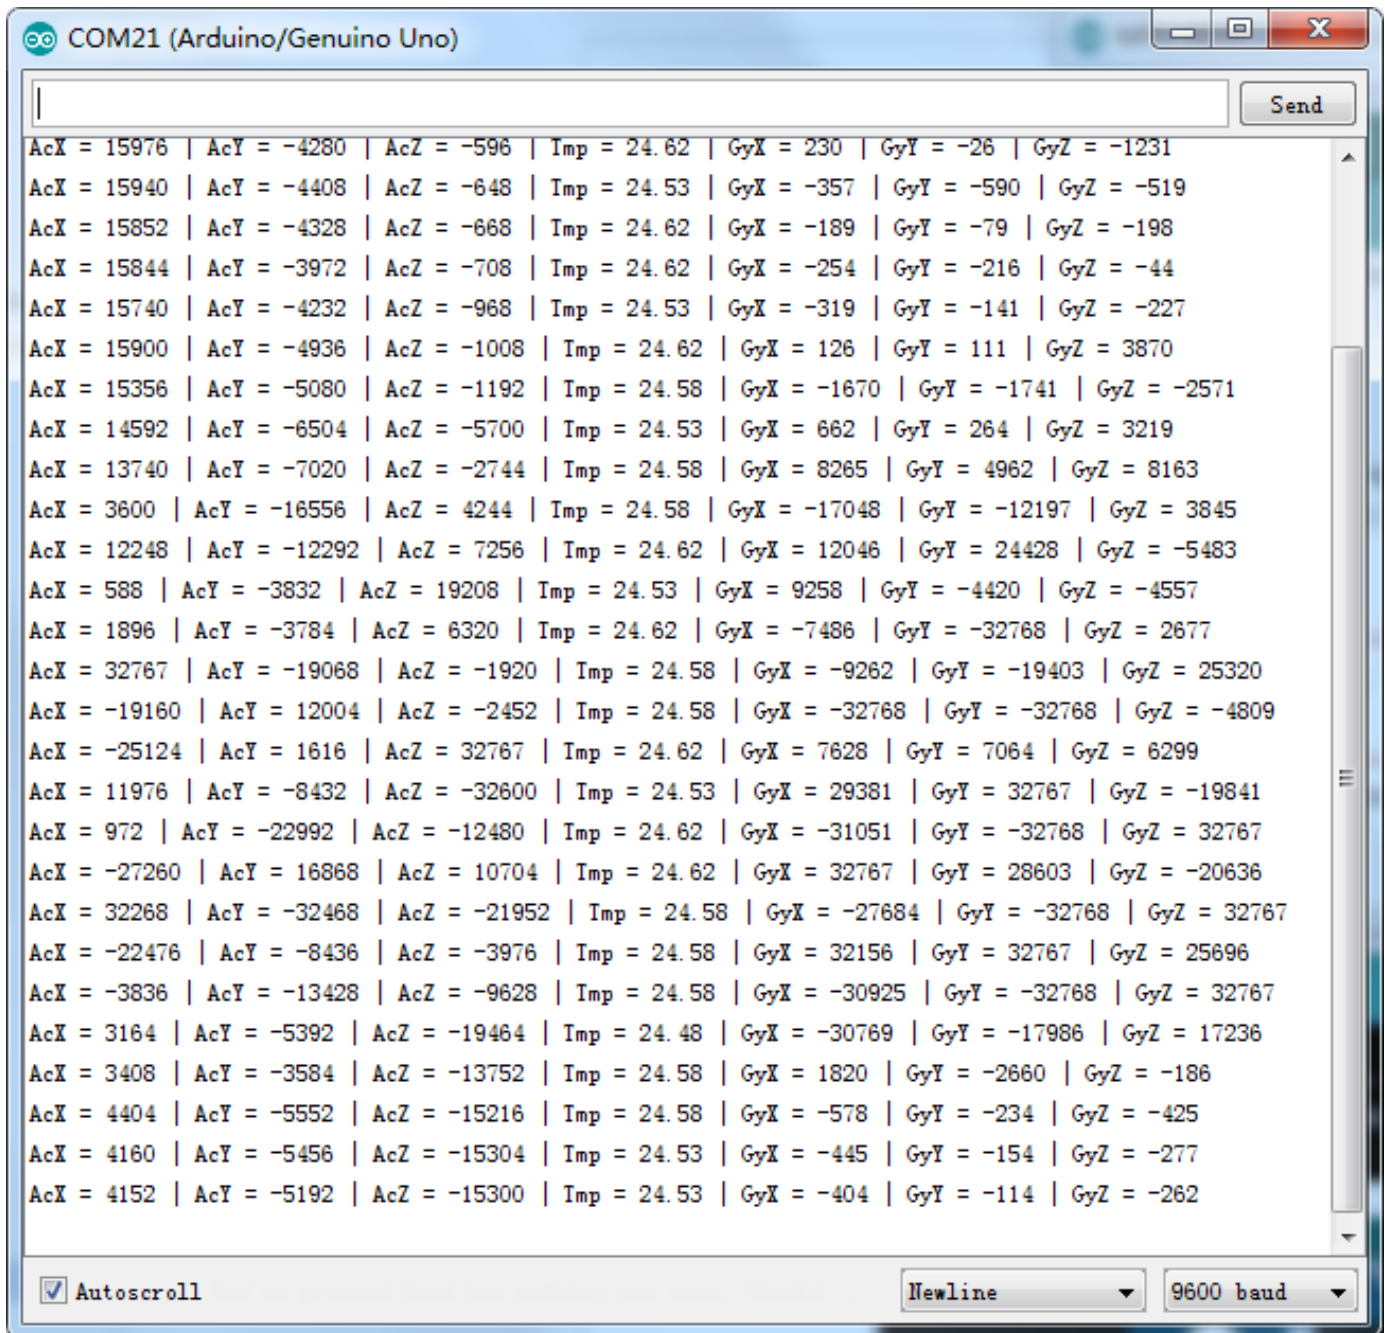 COM21 (Arduino/Genuino Uno)
Send
AcX = 15976 | AcY = -4280 | AcZ = -596 | Tmp = 24.62 | GyX = 230 | GyY = -26 | GyZ = -1231
AcX = 15940 | AcY = -4408 | AcZ = -648 | Tmp = 24.53 | GyX = -357 | GyY = -590 | GyZ = -519
AcX = 15852 | AcY = -4328 | AcZ = -668 | Tmp = 24.62 | GyX = -189 | GyY = -79 | GyZ = -198
AcX = 15844 | AcY = -3972 | AcZ = -708 | Tmp = 24.62 | GyX = -254 | GyY = -216 | GyZ = -44
AcX = 15740 | AcY = -4232 | AcZ = -968 | Tmp = 24.53 | GyX = -319 | GyY = -141 | GyZ = -227
AcX = 15900 | AcY = -4936 | AcZ = -1008 | Tmp = 24.62 | GyX = 126 | GyY = 111 | GyZ = 3870
AcX = 15356 | AcY = -5080 | AcZ = -1192 | Tmp = 24.58 | GyX = -1670 | GyY = -1741 | GyZ = -2571
AcX = 14592 | AcY = -6504 | AcZ = -5700 | Tmp = 24.53 | GyX = 662 | GyY = 264 | GyZ = 3219
AcX = 13740 | AcY = -7020 | AcZ = -2744 | Tmp = 24.58 | GyX = 8265 | GyY = 4962 | GyZ = 8163
AcX = 3600 | AcY = -16556 | AcZ = 4244 | Tmp = 24.58 | GyX = -17048 | GyY = -12197 | GyZ = 3845
AcX = 12248 | AcY = -12292 | AcZ = 7256 | Tmp = 24.62 | GyX = 12046 | GyY = 24428 | GyZ = -5483
AcX = 588 | AcY = -3832 | AcZ = 19208 | Tmp = 24.53 | GyX = 9258 | GyY = -4420 | GyZ = -4557
AcX = 1896 | AcY = -3784 | AcZ = 6320 | Tmp = 24.62 | GyX = -7486 | GyY = -32768 | GyZ = 2677
AcX = 32767 | AcY = -19068 | AcZ = -1920 | Tmp = 24.58 | GyX = -9262 | GyY = -19403 | GyZ = 25320
AcX = -19160 | AcY = 12004 | AcZ = -2452 | Tmp = 24.58 | GyX = -32768 | GyY = -32768 | GyZ = -4809
AcX = -25124 | AcY = 1616 | AcZ = 32767 | Tmp = 24.62 | GyX = 7628 | GyY = 7064 | GyZ = 6299
AcX = 11976 | AcY = -8432 | AcZ = -32600 | Tmp = 24.53 | GyX = 29381 | GyY = 32767 | GyZ = -19841
AcX = 972 | AcY = -22992 | AcZ = -12480 | Tmp = 24.62 | GyX = -31051 | GyY = -32768 | GyZ = 32767
AcX = -27260 | AcY = 16868 | AcZ = 10704 | Tmp = 24.62 | GyX = 32767 | GyY = 28603 | GyZ = -20636
AcX = 32268 | AcY = -32468 | AcZ = -21952 | Tmp = 24.58 | GyX = -27684 | GyY = -32768 | GyZ = 32767
AcX = -22476 | AcY = -8436 | AcZ = -3976 | Tmp = 24.58 | GyX = 32156 | GyY = 32767 | GyZ = 25696
AcX = -3836 | AcY = -13428 | AcZ = -9628 | Tmp = 24.58 | GyX = -30925 | GyY = -32768 | GyZ = 32767
AcX = 3164 | AcY = -5392 | AcZ = -19464 | Tmp = 24.48 | GyX = -30769 | GyY = -17986 | GyZ = 17236
AcX = 3408 | AcY = -3584 | AcZ = -13752 | Tmp = 24.58 | GyX = 1820 | GyY = -2660 | GyZ = -186
AcX = 4404 | AcY = -5552 | AcZ = -15216 | Tmp = 24.58 | GyX = -578 | GyY = -234 | GyZ = -425
AcX = 4160 | AcY = -5456 | AcZ = -15304 | Tmp = 24.53 | GyX = -445 | GyY = -154 | GyZ = -277
AcX = 4152 | AcY = -5192 | AcZ = -15300 | Tmp = 24.53 | GyX = -404 | GyY = -114 | GyZ = -262
Autoscroll
Newline
9600 baud